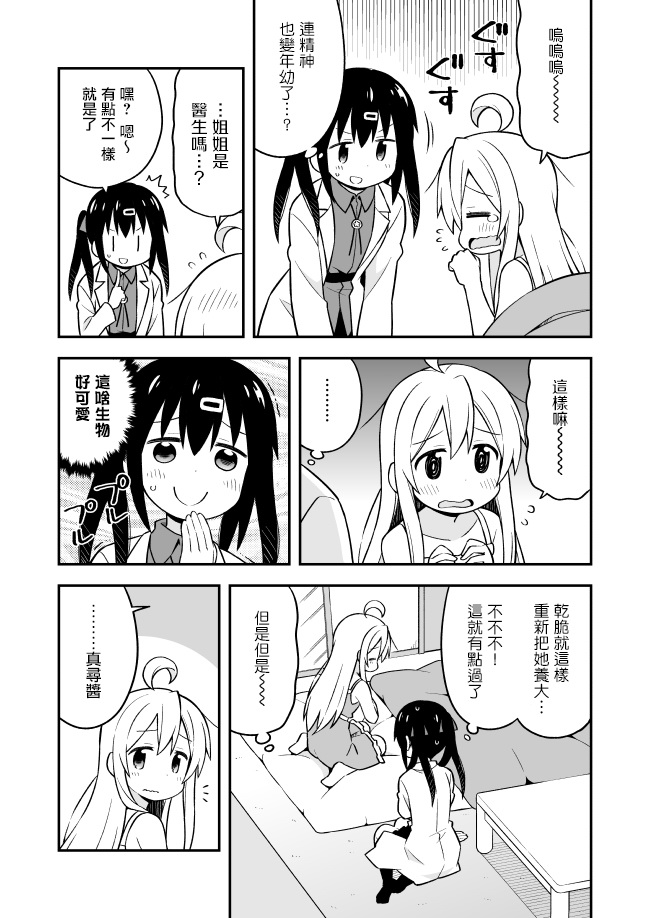 嗚嗚嗚~~~~~
ぐすぐす
連精神
也變年幼了…?
…姐姐是
醫生嗎…?
嘿? 嗯~
有點不一樣
就是了
這樣嘛~~~~
………
這啥生物
好可愛
プルプル
乾脆就這樣
重新把她養大…
不不不!
這就有點過了
但是但是~~~
………真尋醬